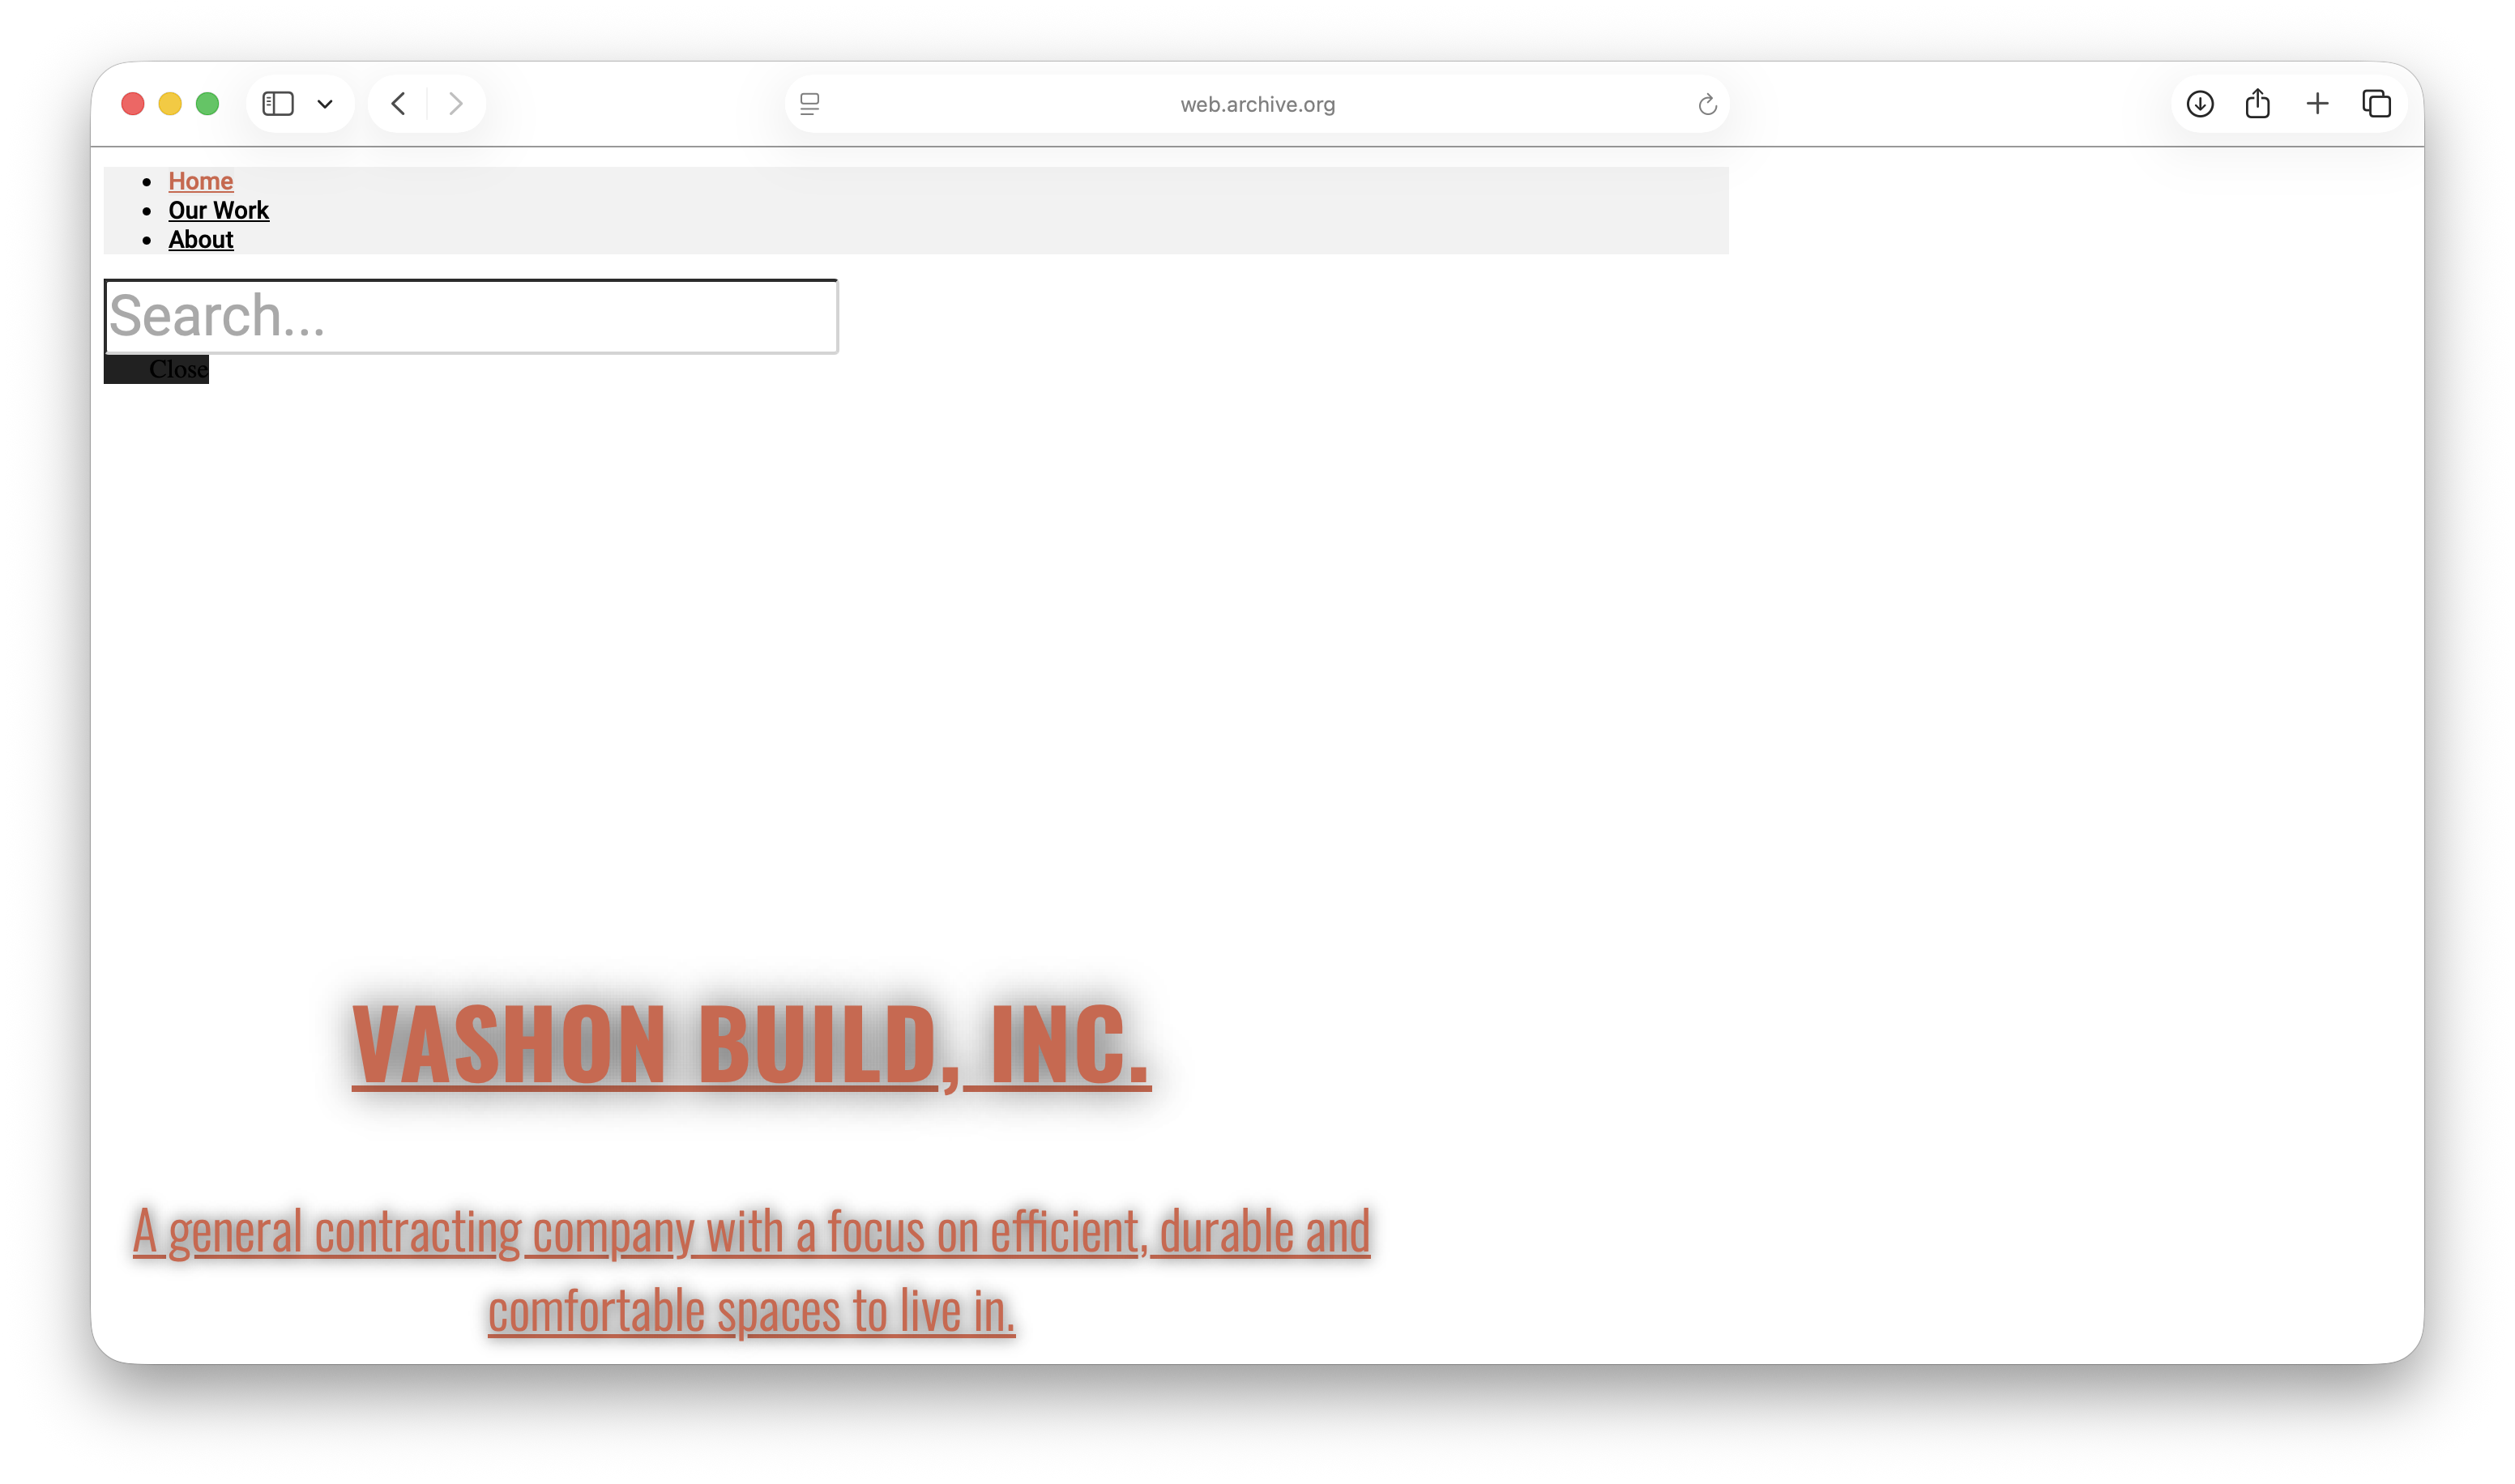 web.archive.org
Home
Our Work
About
Search...
Close
VASHON BUILD, INC.
A general contracting company with a focus on efficient, durable and
comfortable spaces to live in.